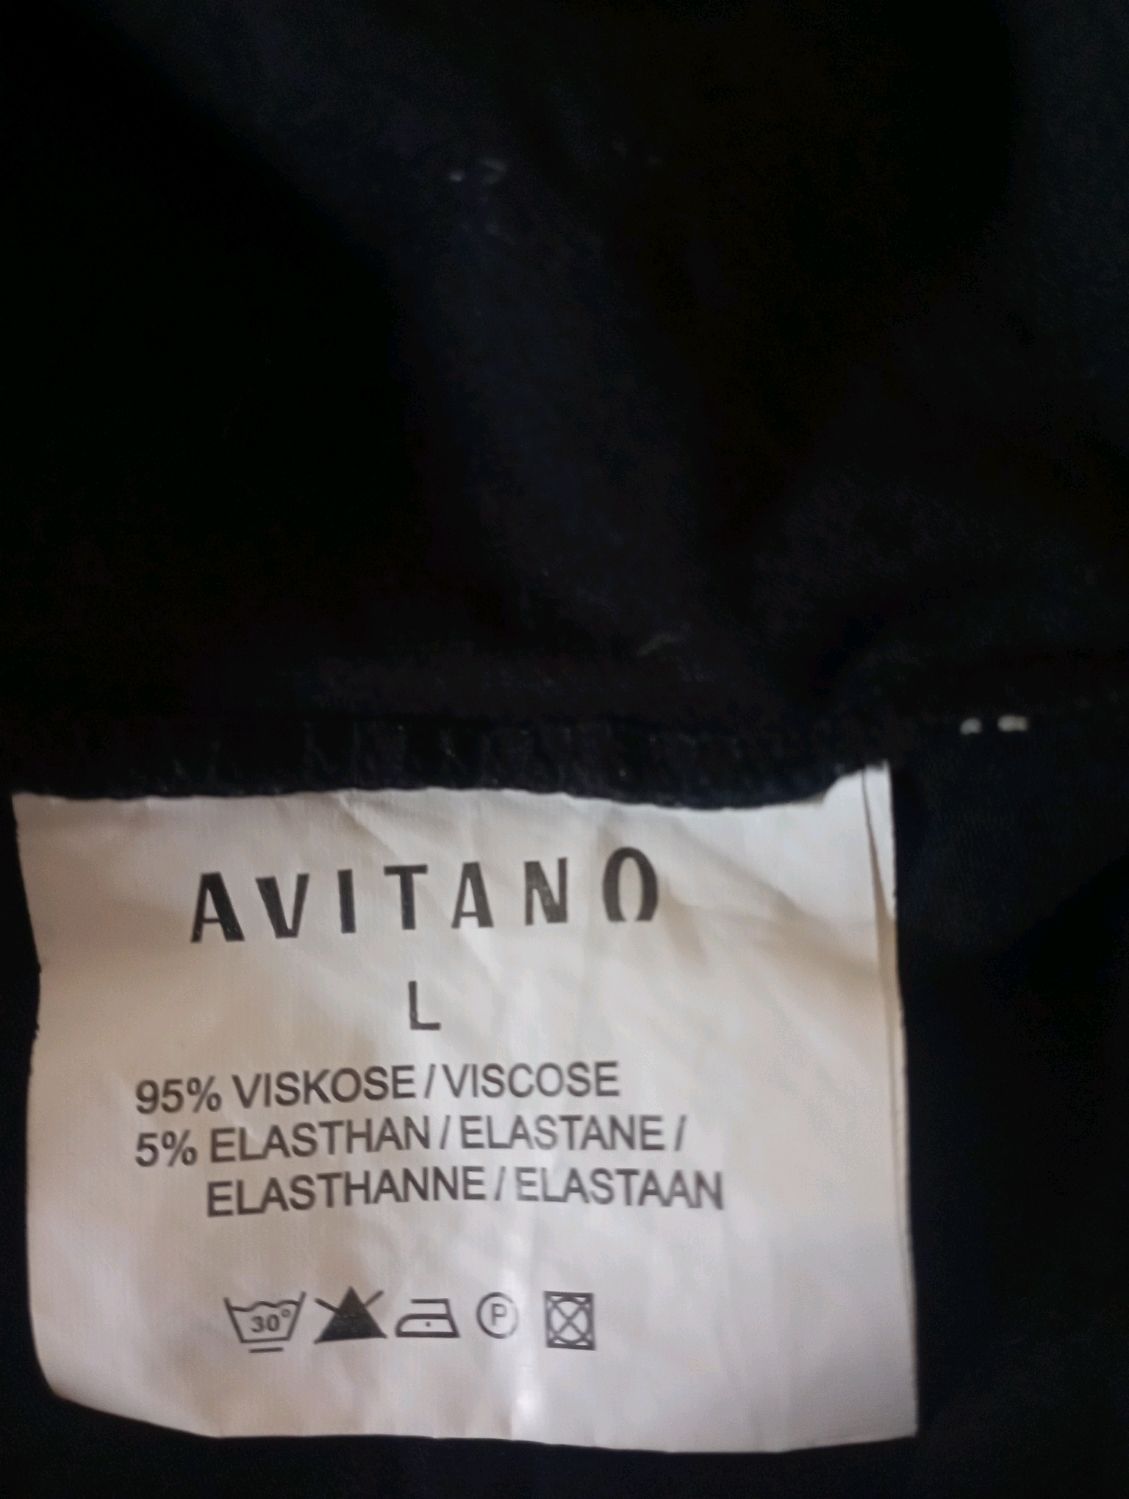 AVITANO
L
95% VISKOSE / VISCOSE
5% ELASTHAN / ELASTANE /
ELASTHANNE / ELASTAAN
30° P